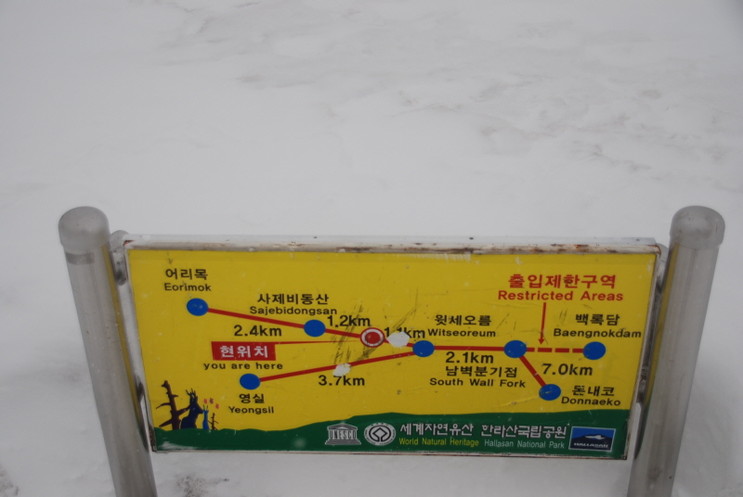 어리목
Eorimok
사제비동산
Sajebidongsan
출입제한구역
Restricted Areas
윗세오름
Witseoreum
백록담
Baengnokdam
2.4km
1.2km
현위치
you are here
3.7km
2.1km
남벽분기점
South Wall Fork
7.0km
돈내코
Donnaeko
영실
Yeongsil
UNESCO
세계자연유산 한라산국립공원
World Natural Heritage Hallasan National Park